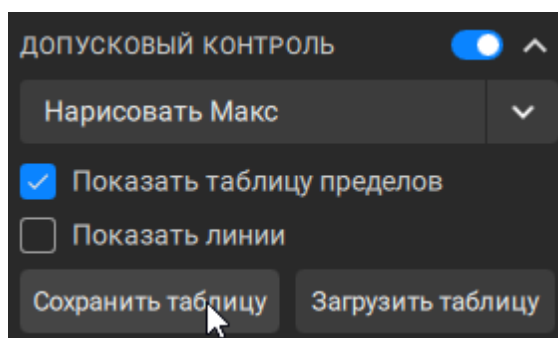 ДОПУСКОВЫЙ КОНТРОЛЬ
Нарисовать Макс
Показать таблицу пределов
Показать линии
Сохранить таблицу
Загрузить таблицу